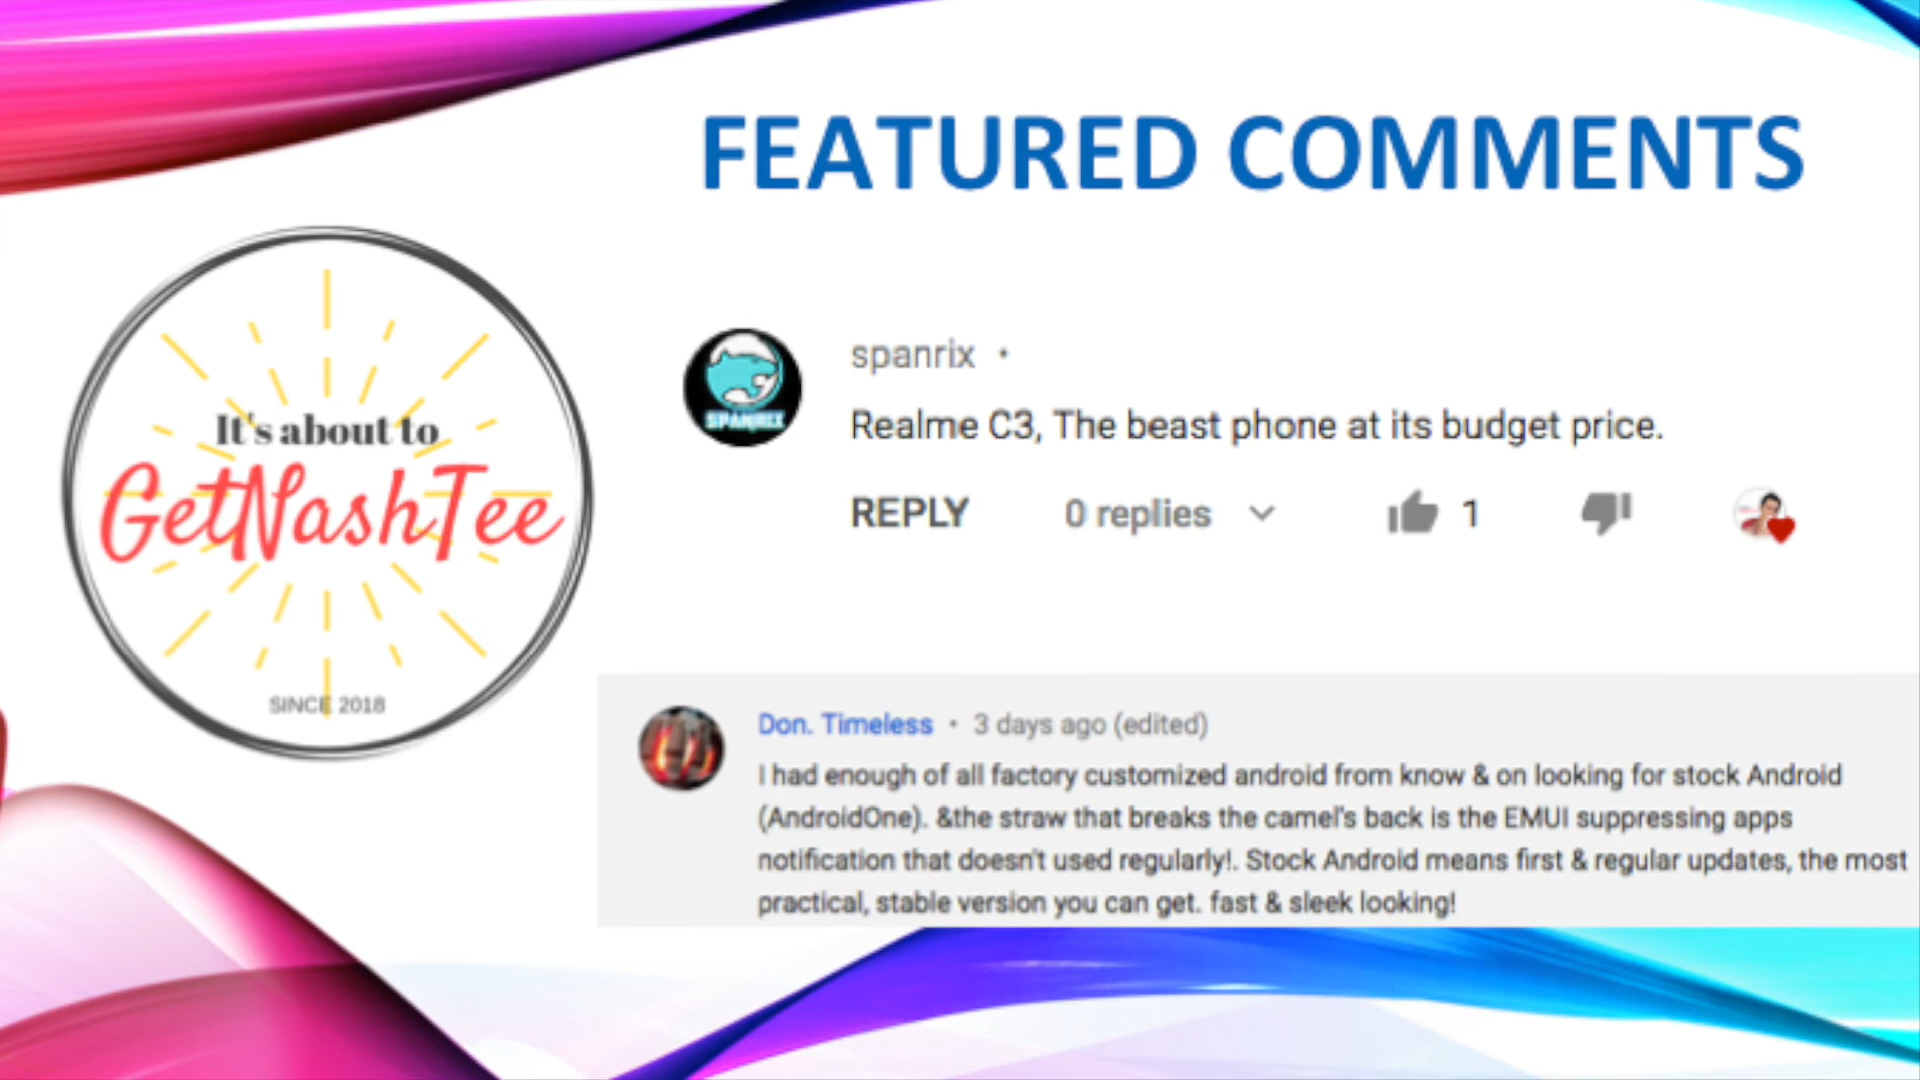 FEATURED COMMENTS
It's about to
GetNashTee
SINCE 2018
SPANRIX
spanrix •
Realme C3, The beast phone at its budget price.
REPLY 0 replies 1
Don. Timeless • 3 days ago (edited)
I had enough of all factory customized android from know & on looking for stock Android
(AndroidOne). &the straw that breaks the camel's back is the EMUI suppressing apps
notification that doesn't used regularly!. Stock Android means first & regular updates, the most
practical, stable version you can get. fast & sleek looking!